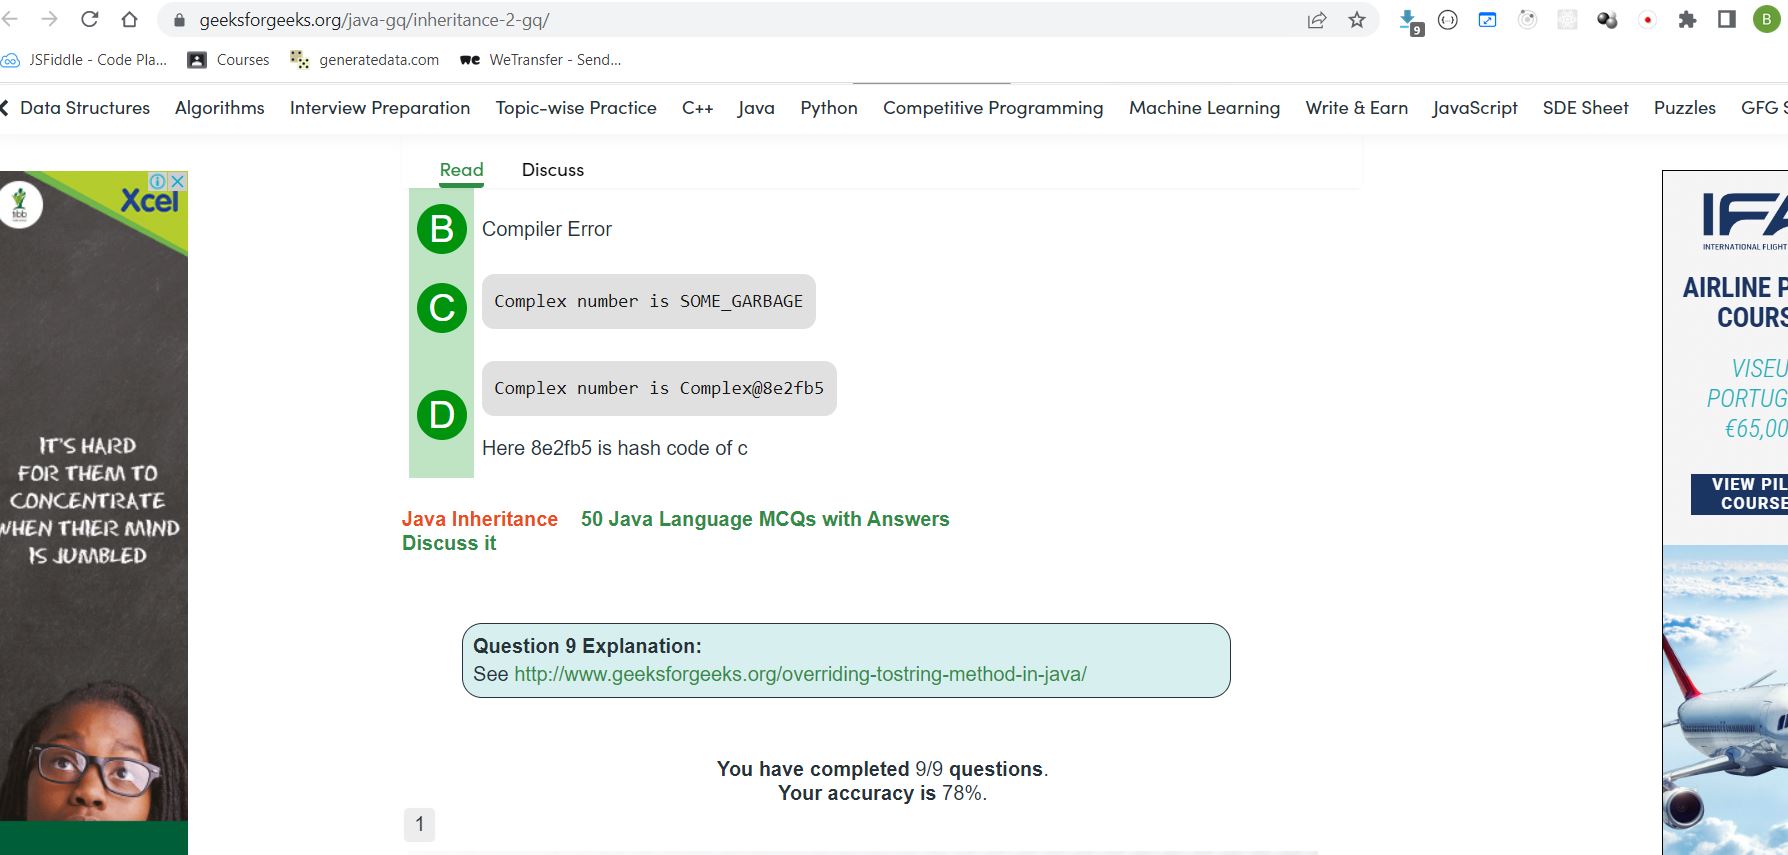 geeksforgeeks.org/java-gq/inheritance-2-gq/
9
B
JSFiddle - Code Pla...
Courses
generatedata.com
WeTransfer - Send...
Data Structures
Algorithms
Interview Preparation
Topic-wise Practice
C++
Java
Python
Competitive Programming
Machine Learning
Write & Earn
JavaScript
SDE Sheet
Puzzles
GFG S
Read
Discuss
B
Compiler Error
C
Complex number is SOME_GARBAGE
D
Complex number is Complex@8e2fb5
Here 8e2fb5 is hash code of c
Java Inheritance 50 Java Language MCQs with Answers
Discuss it
Question 9 Explanation:
See http://www.geeksforgeeks.org/overriding-tostring-method-in-java/
You have completed 9/9 questions.
Your accuracy is 78%.
1
Xcel
IT'S HARD
FOR THEM TO
CONCENTRATE
WHEN THIER MIND
IS JUMBLED
IFA
INTERNATIONAL FLIGHT
AIRLINE P
COURS
VISEU
PORTUG
€65,00
VIEW PIL
COURSE